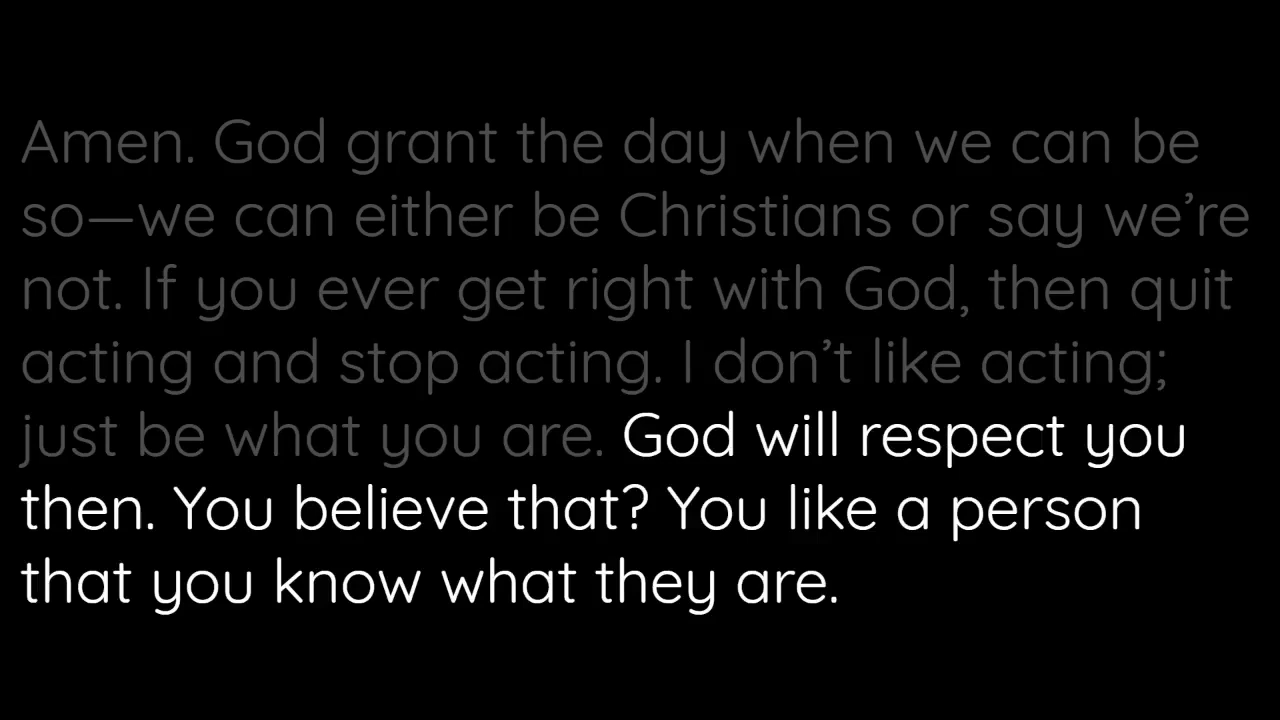 Amen. God grant the day when we can be
so—we can either be Christians or say we’re
not. If you ever get right with God, then quit
acting and stop acting. I don’t like acting;
just be what you are. God will respect you
then. You believe that? You like a person
that you know what they are.